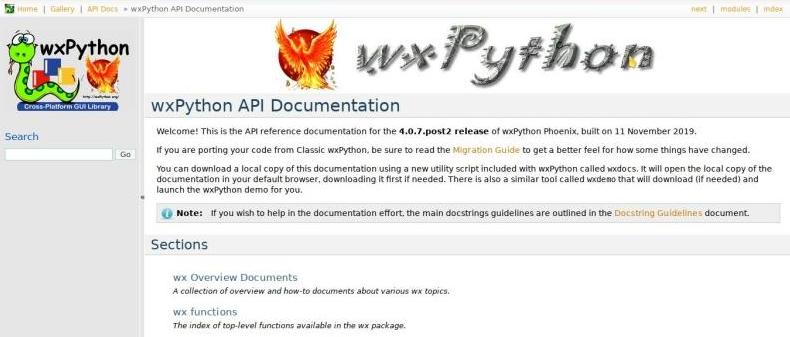 Home | Gallery | API Docs » wxPython API Documentation
next | modules | index
wxPython
http://wxPython.org/
Cross-Platform GUI Library
wxPython
Search
Go
«
wxPython API Documentation
Welcome! This is the API reference documentation for the 4.0.7.post2 release of wxPython Phoenix, built on 11 November 2019.
If you are porting your code from Classic wxPython, be sure to read the Migration Guide to get a better feel for how some things have changed.
You can download a local copy of this documentation using a new utility script included with wxPython called wxdocs. It will open the local copy of the
documentation in your default browser, downloading it first if needed. There is also a similar tool called wxdemo that will download (if needed) and
launch the wxPython demo for you.
Note: If you wish to help in the documentation effort, the main docstrings guidelines are outlined in the Docstring Guidelines document.
Sections
wx Overview Documents
A collection of overview and how-to documents about various wx topics.
wx functions
The index of top-level functions available in the wx package.